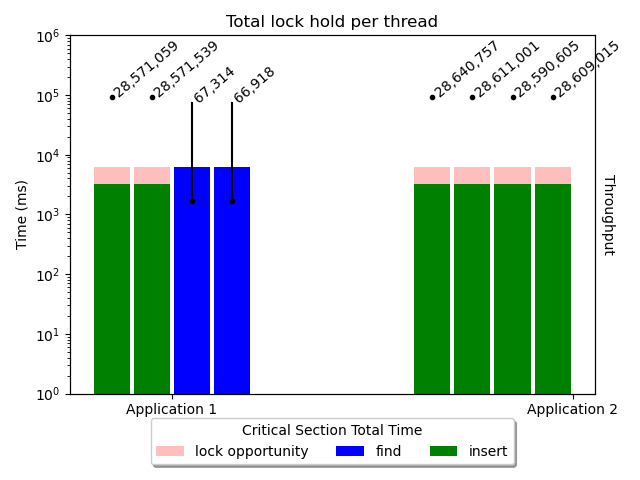 Total lock hold per thread
10^6
10^5
10^4
10^3
10^2
10^1
10^0
Time (ms)
28,571,059
28,571,539
67,314
66,918
28,640,757
28,611,001
28,590,605
28,609,015
Throughput
Application 1
Application 2
Critical Section Total Time
lock opportunity
find
insert